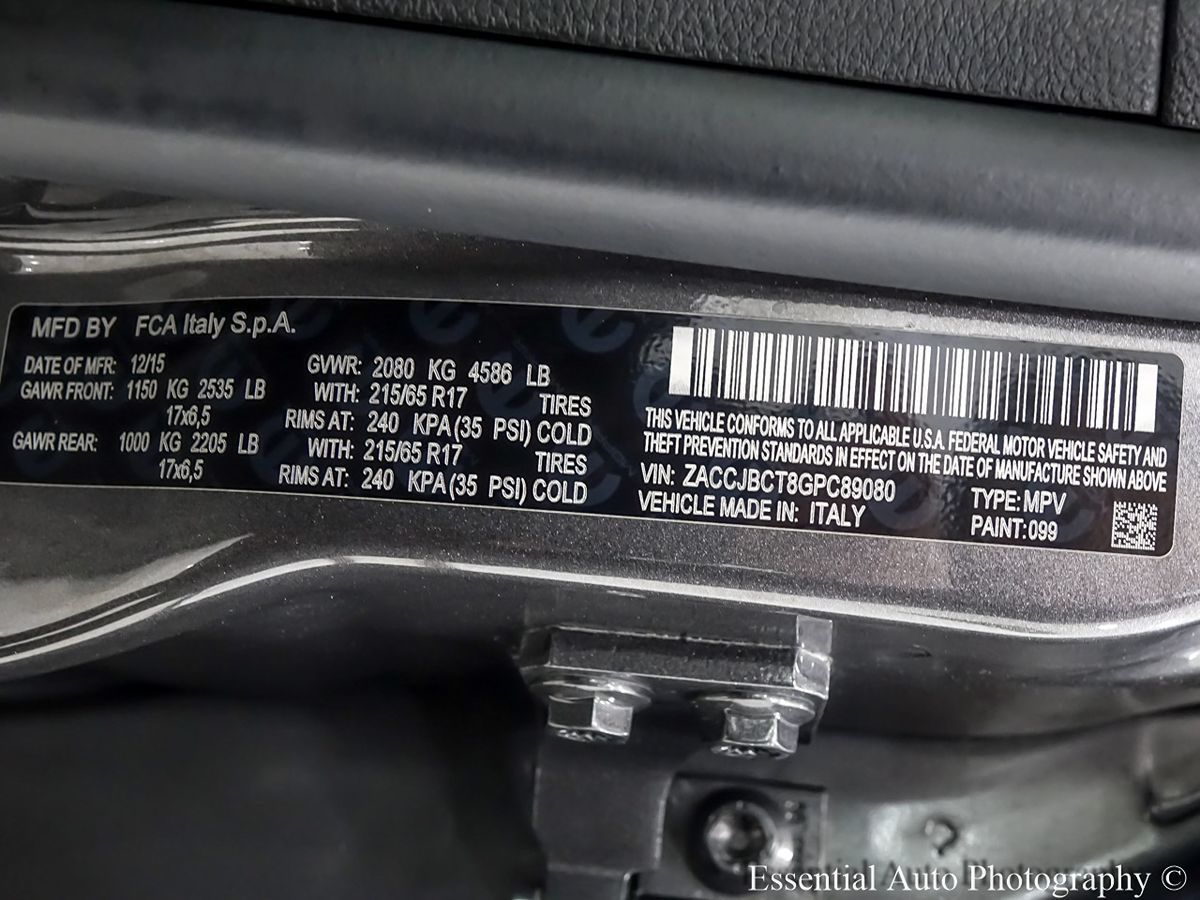 MFD BY FCA Italy S.p.A.
DATE OF MFR: 12/15 GVWR: 2080 KG 4586 LB
GAWR FRONT: 1150 KG 2535 LB WITH: 215/65 R17 TIRES
17x6,5 RIMS AT: 240 KPA(35 PSI) COLD
GAWR REAR: 1000 KG 2205 LB WITH: 215/65 R17 TIRES
17x6,5 RIMS AT: 240 KPA(35 PSI) COLD
THIS VEHICLE CONFORMS TO ALL APPLICABLE U.S.A. FEDERAL MOTOR VEHICLE SAFETY AND
THEFT PREVENTION STANDARDS IN EFFECT ON THE DATE OF MANUFACTURE SHOWN ABOVE
VIN: ZACCJBCT8GPC89080 TYPE: MPV
VEHICLE MADE IN: ITALY PAINT: 099
Essential Auto Photography ©